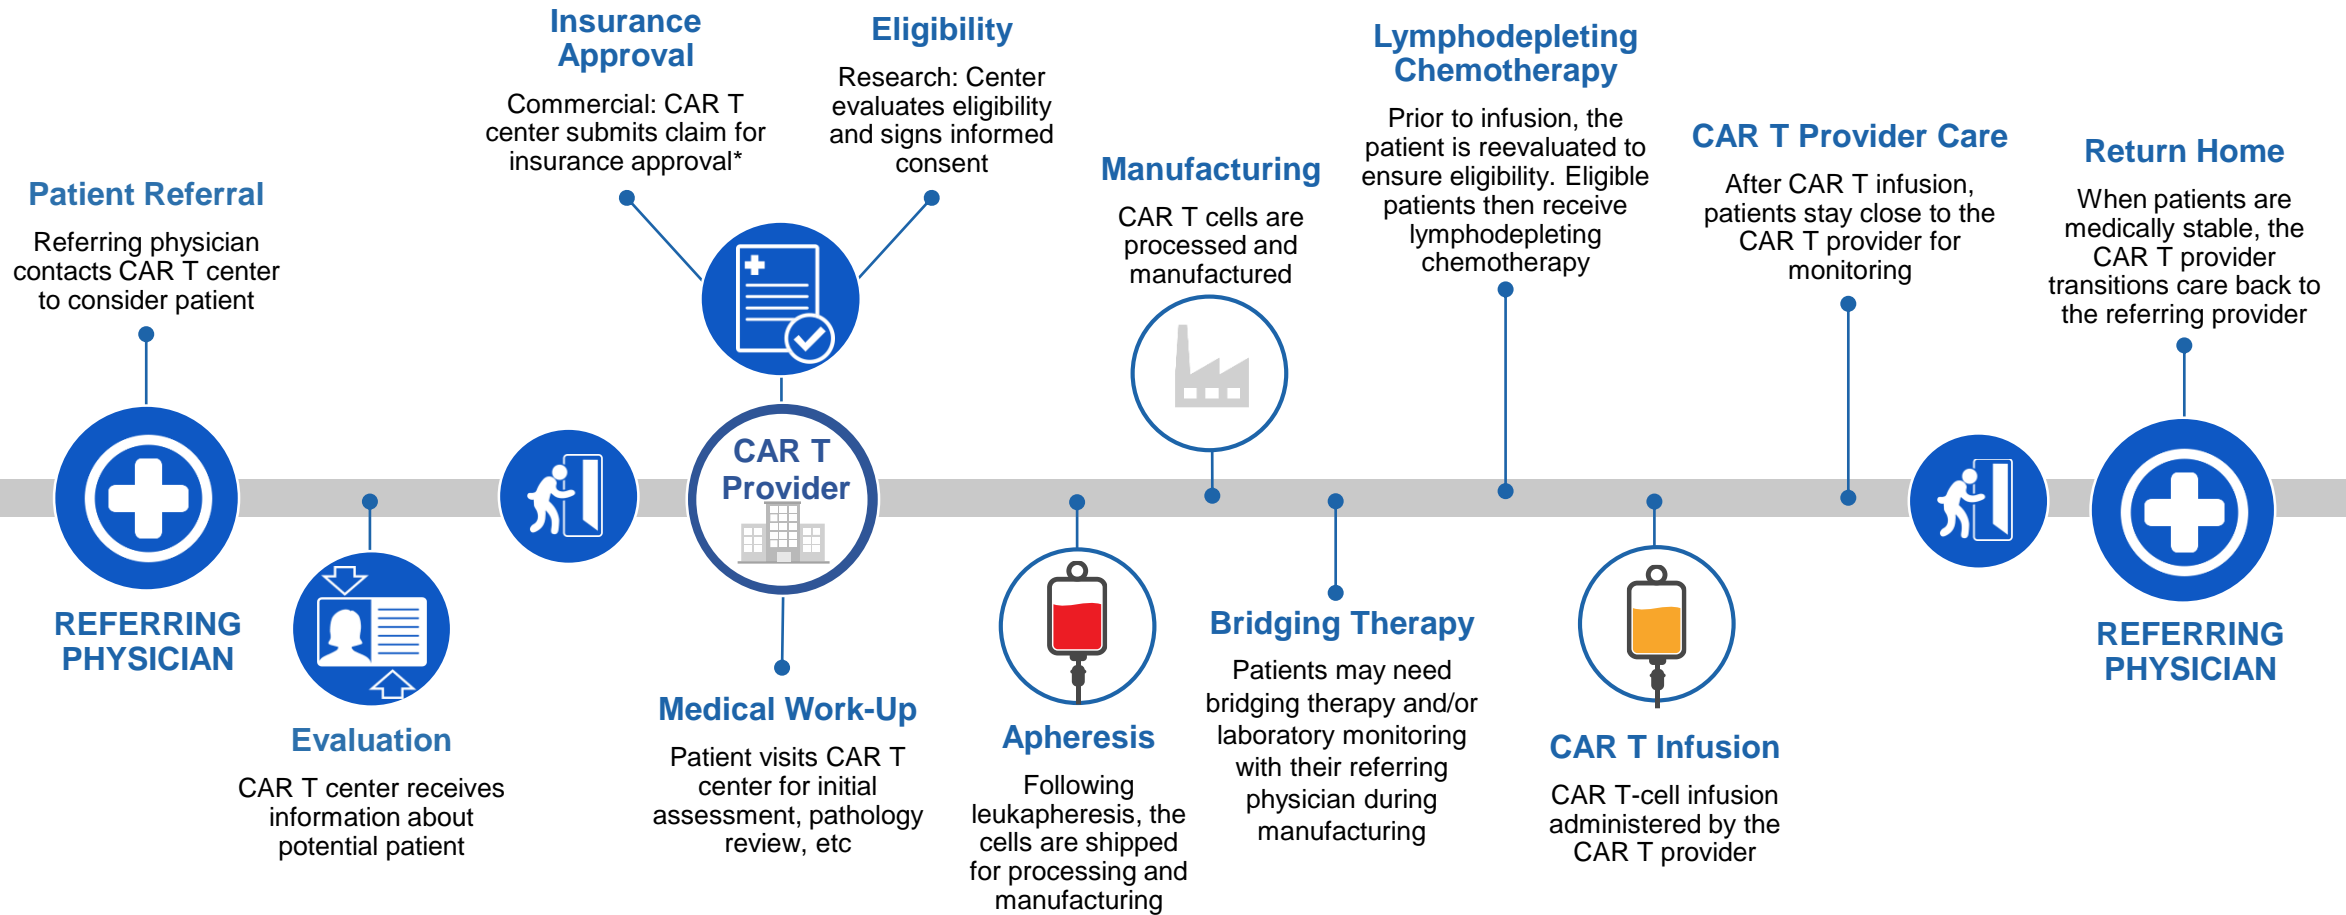 Patient Referral
Referring physician
contacts CAR T center
to consider patient
REFERRING
PHYSICIAN
Evaluation
CAR T center receives
information about
potential patient
Insurance
Approval
Commercial: CAR T
center submits claim for
insurance approval*
Eligibility
Research: Center
evaluates eligibility
and signs informed
consent
CAR T
Provider
Medical Work-Up
Patient visits CAR T
center for initial
assessment, pathology
review, etc
Apheresis
Following
leukapheresis, the
cells are shipped
for processing and
manufacturing
Manufacturing
CAR T cells are
processed and
manufactured
Bridging Therapy
Patients may need
bridging therapy and/or
laboratory monitoring
with their referring
physician during
manufacturing
Lymphodepleting
Chemotherapy
Prior to infusion, the
patient is reevaluated to
ensure eligibility. Eligible
patients then receive
lymphodepleting
chemotherapy
CAR T Infusion
CAR T-cell infusion
administered by the
CAR T provider
CAR T Provider Care
After CAR T infusion,
patients stay close to the
CAR T provider for
monitoring
Return Home
When patients are
medically stable, the
CAR T provider
transitions care back to
the referring provider
REFERRING
PHYSICIAN